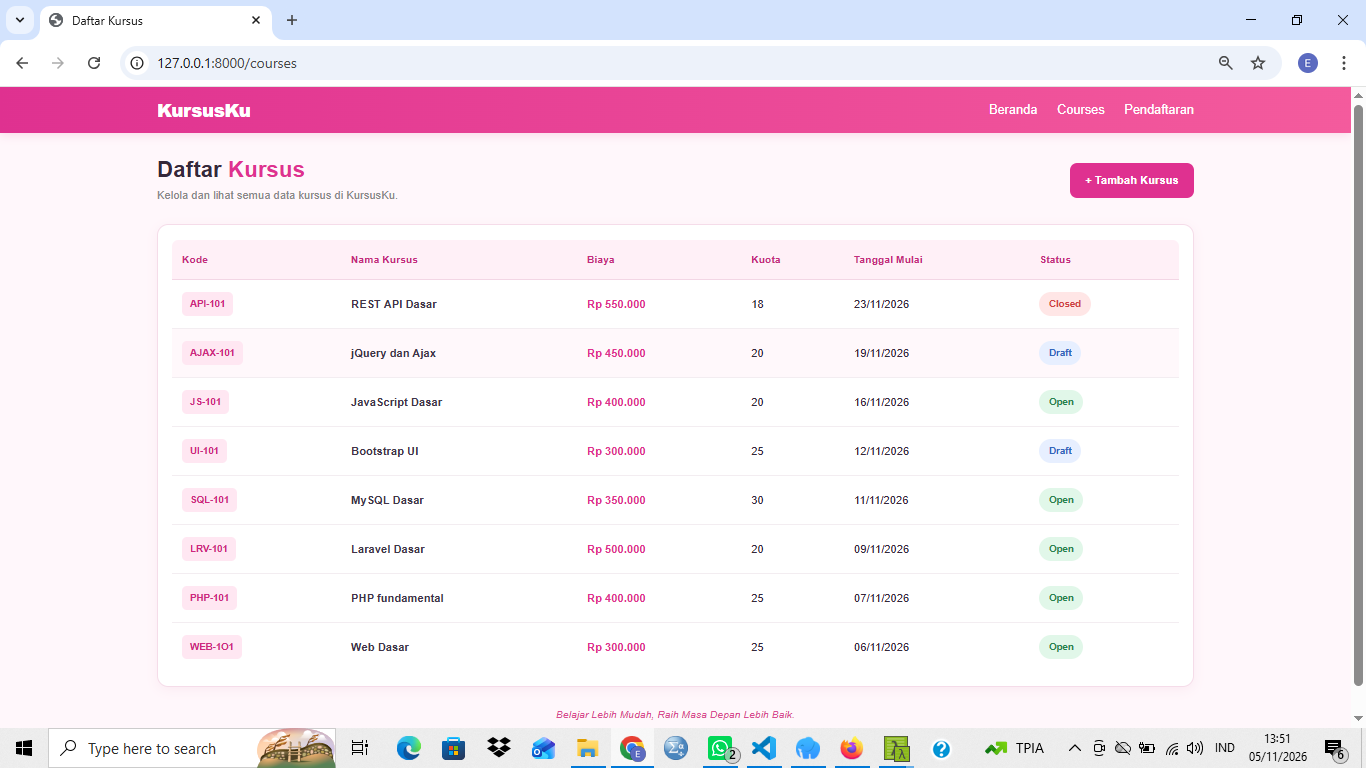 Daftar Kursus
127.0.0.1:8000/courses
E
KursusKu
Beranda Courses Pendaftaran
Daftar Kursus
Kelola dan lihat semua data kursus di KursusKu.
+ Tambah Kursus
Kode Nama Kursus Biaya Kuota Tanggal Mulai Status
API-101 REST API Dasar Rp 550.000 18 23/11/2026 Closed
AJAX-101 jQuery dan Ajax Rp 450.000 20 19/11/2026 Draft
JS-101 JavaScript Dasar Rp 400.000 20 16/11/2026 Open
UI-101 Bootstrap UI Rp 300.000 25 12/11/2026 Draft
SQL-101 MySQL Dasar Rp 350.000 30 11/11/2026 Open
LRV-101 Laravel Dasar Rp 500.000 20 09/11/2026 Open
PHP-101 PHP fundamental Rp 400.000 25 07/11/2026 Open
WEB-1O1 Web Dasar Rp 300.000 25 06/11/2026 Open
Belajar Lebih Mudah, Raih Masa Depan Lebih Baik.
Type here to search
E
2
TPIA
IND
13:51
05/11/2026
6